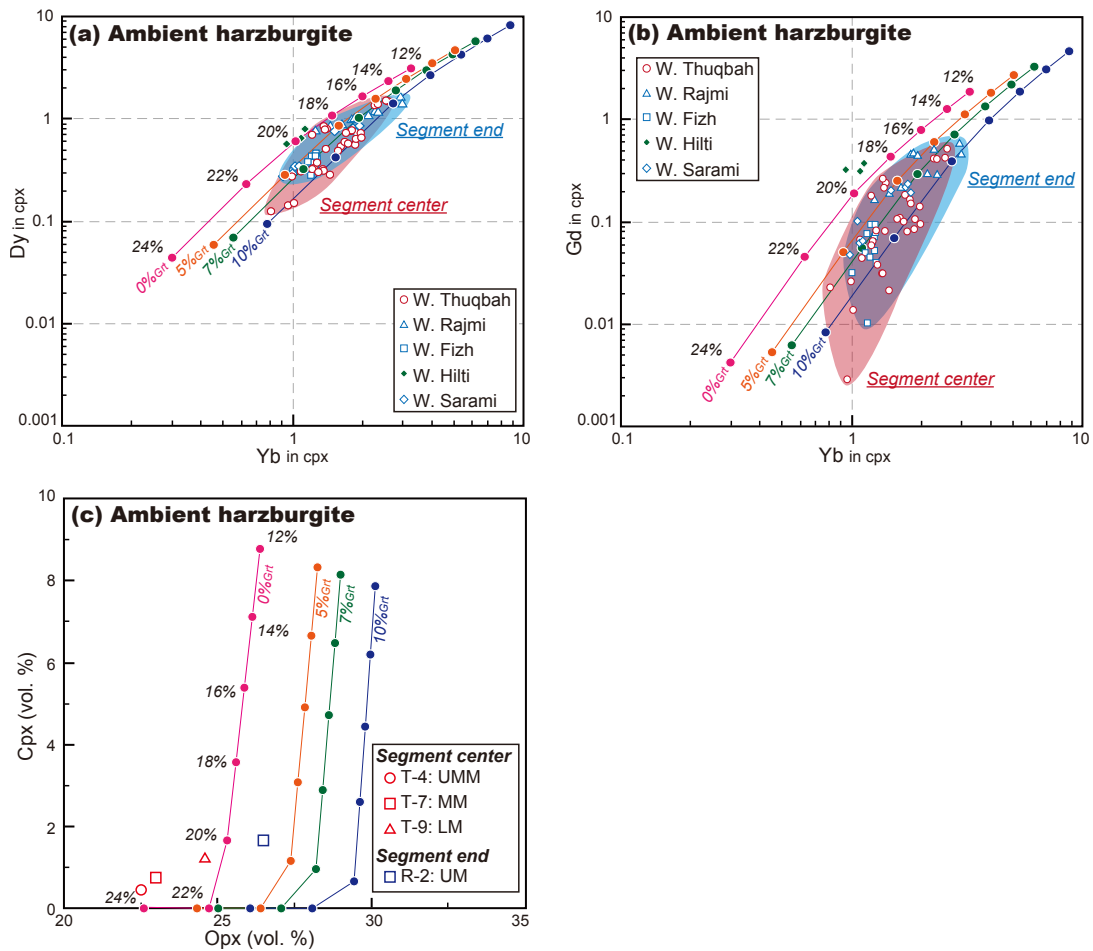 (a) Ambient harzburgite
10
1
0.1
0.01
0.001
Dy in cpx
12%
14%
16%
18%
20%
22%
24%
0%Grt
5%Grt
7%Grt
10%Grt
Segment end
Segment center
W. Thuqbah
W. Rajmi
W. Fizh
W. Hilti
W. Sarami
0.1
1
10
Yb in cpx
(b) Ambient harzburgite
10
1
0.1
0.01
0.001
Gd in cpx
W. Thuqbah
W. Rajmi
W. Fizh
W. Hilti
W. Sarami
12%
14%
16%
18%
20%
22%
24%
0%Grt
5%Grt
7%Grt
10%Grt
Segment end
Segment center
0.1
1
10
Yb in cpx
(c) Ambient harzburgite
10
8
6
4
2
0
Cpx (vol. %)
12%
14%
16%
18%
20%
22%
24%
0%Grt
5%Grt
7%Grt
10%Grt
Segment center
T-4: UMM
T-7: MM
T-9: LM
Segment end
R-2: UM
20
25
30
35
Opx (vol. %)